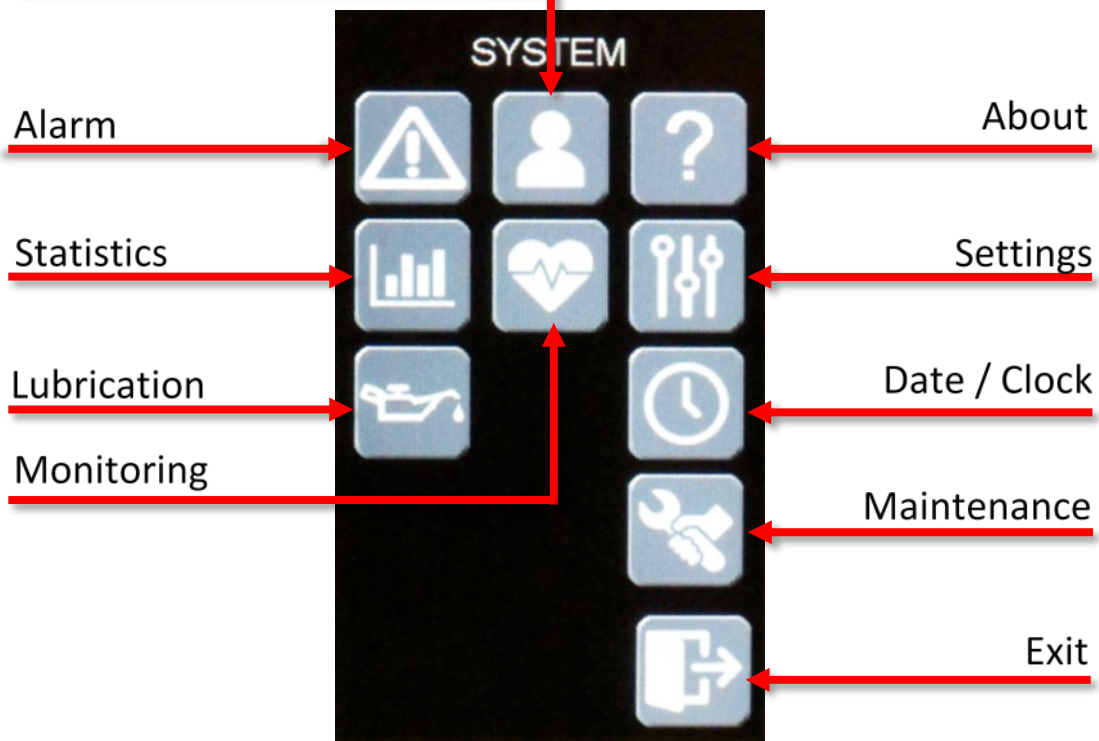 SYSTEM
Alarm
About
Statistics
Settings
Lubrication
Date / Clock
Monitoring
Maintenance
Exit